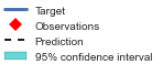 Target
Observations
Prediction
95% confidence interval